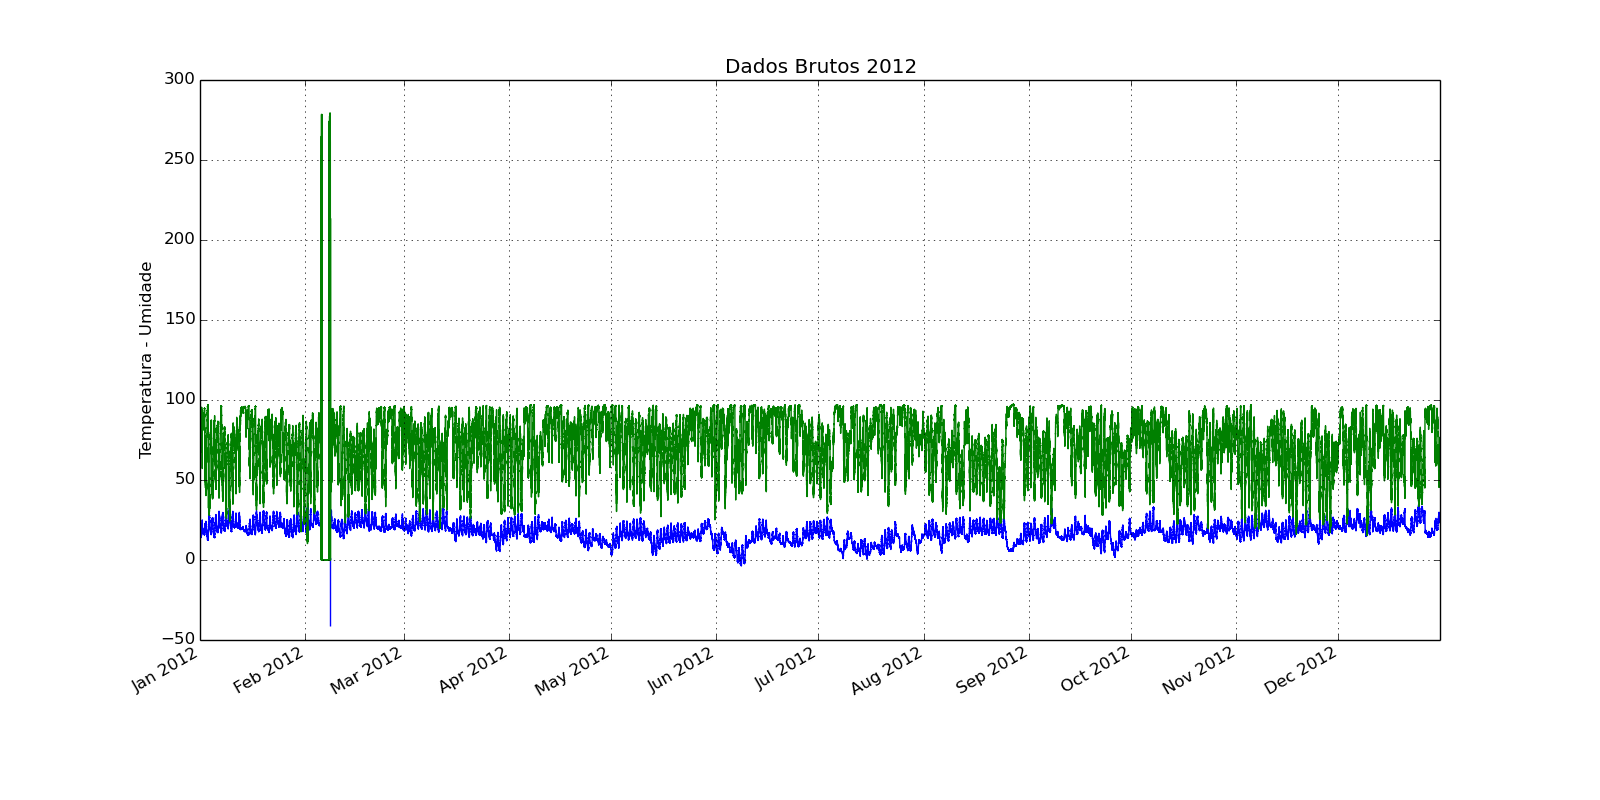 Dados Brutos 2012
300
250
200
150
100
50
0
−50
Temperatura - Umidade
Jan 2012
Feb 2012
Mar 2012
Apr 2012
May 2012
Jun 2012
Jul 2012
Aug 2012
Sep 2012
Oct 2012
Nov 2012
Dec 2012